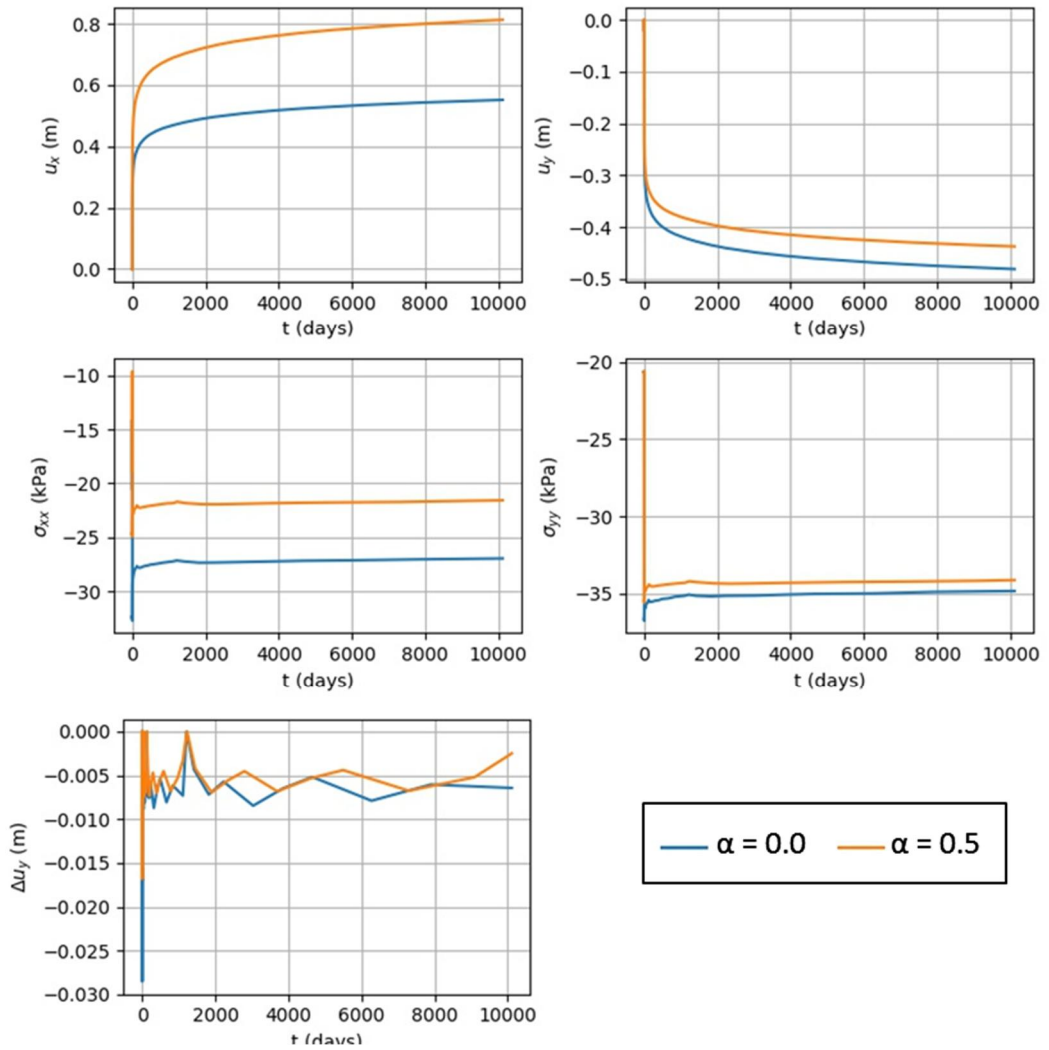 0.8
0.6
0.4
0.2
0.0
uₓ (m)
0 2000 4000 6000 8000 10000
t (days)
0.0
−0.1
−0.2
−0.3
−0.4
−0.5
u_y (m)
0 2000 4000 6000 8000 10000
t (days)
−10
−15
−20
−25
−30
σₓₓ (kPa)
0 2000 4000 6000 8000 10000
t (days)
−20
−25
−30
−35
σ_yy (kPa)
0 2000 4000 6000 8000 10000
t (days)
0.000
−0.005
−0.010
−0.015
−0.020
−0.025
−0.030
Δu_y (m)
0 2000 4000 6000 8000 10000
t (days)
α = 0.0 α = 0.5